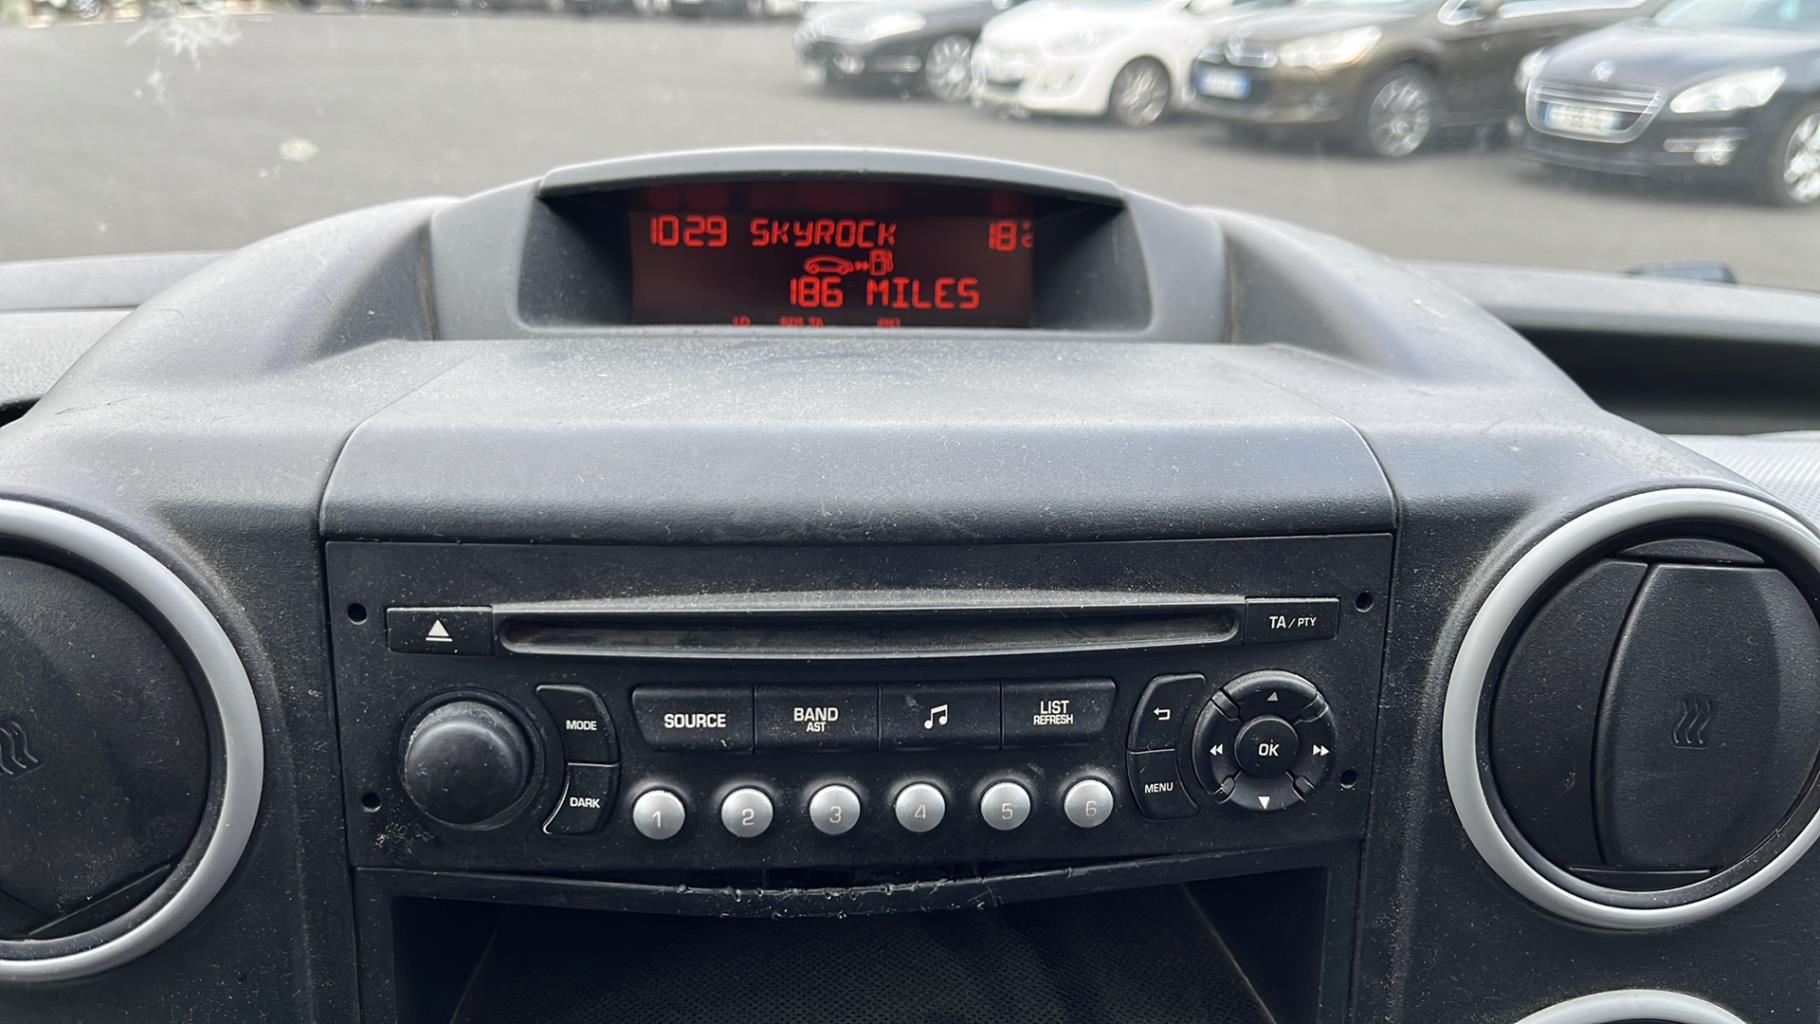 1029 SKYROCK 18°C
186 MILES
TA / PTY
MODE
SOURCE
BAND
AST
LIST
REFRESH
OK
DARK
MENU
1 2 3 4 5 6